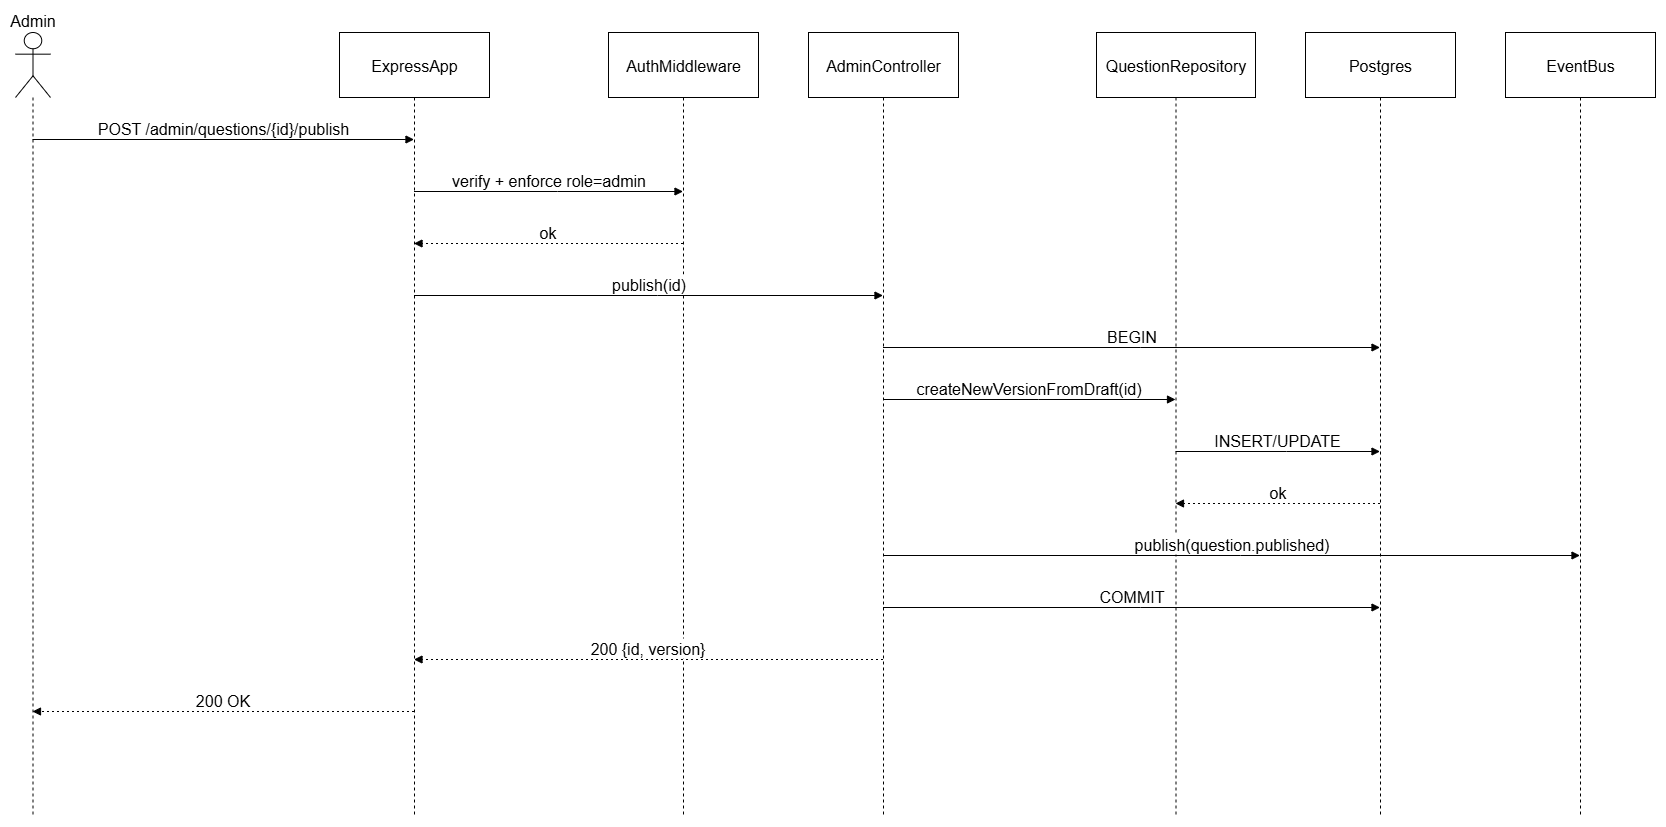 Admin
ExpressApp
AuthMiddleware
AdminController
QuestionRepository
Postgres
EventBus
POST /admin/questions/{id}/publish
verify + enforce role=admin
ok
publish(id)
BEGIN
createNewVersionFromDraft(id)
INSERT/UPDATE
ok
publish(question.published)
COMMIT
200 {id, version}
200 OK